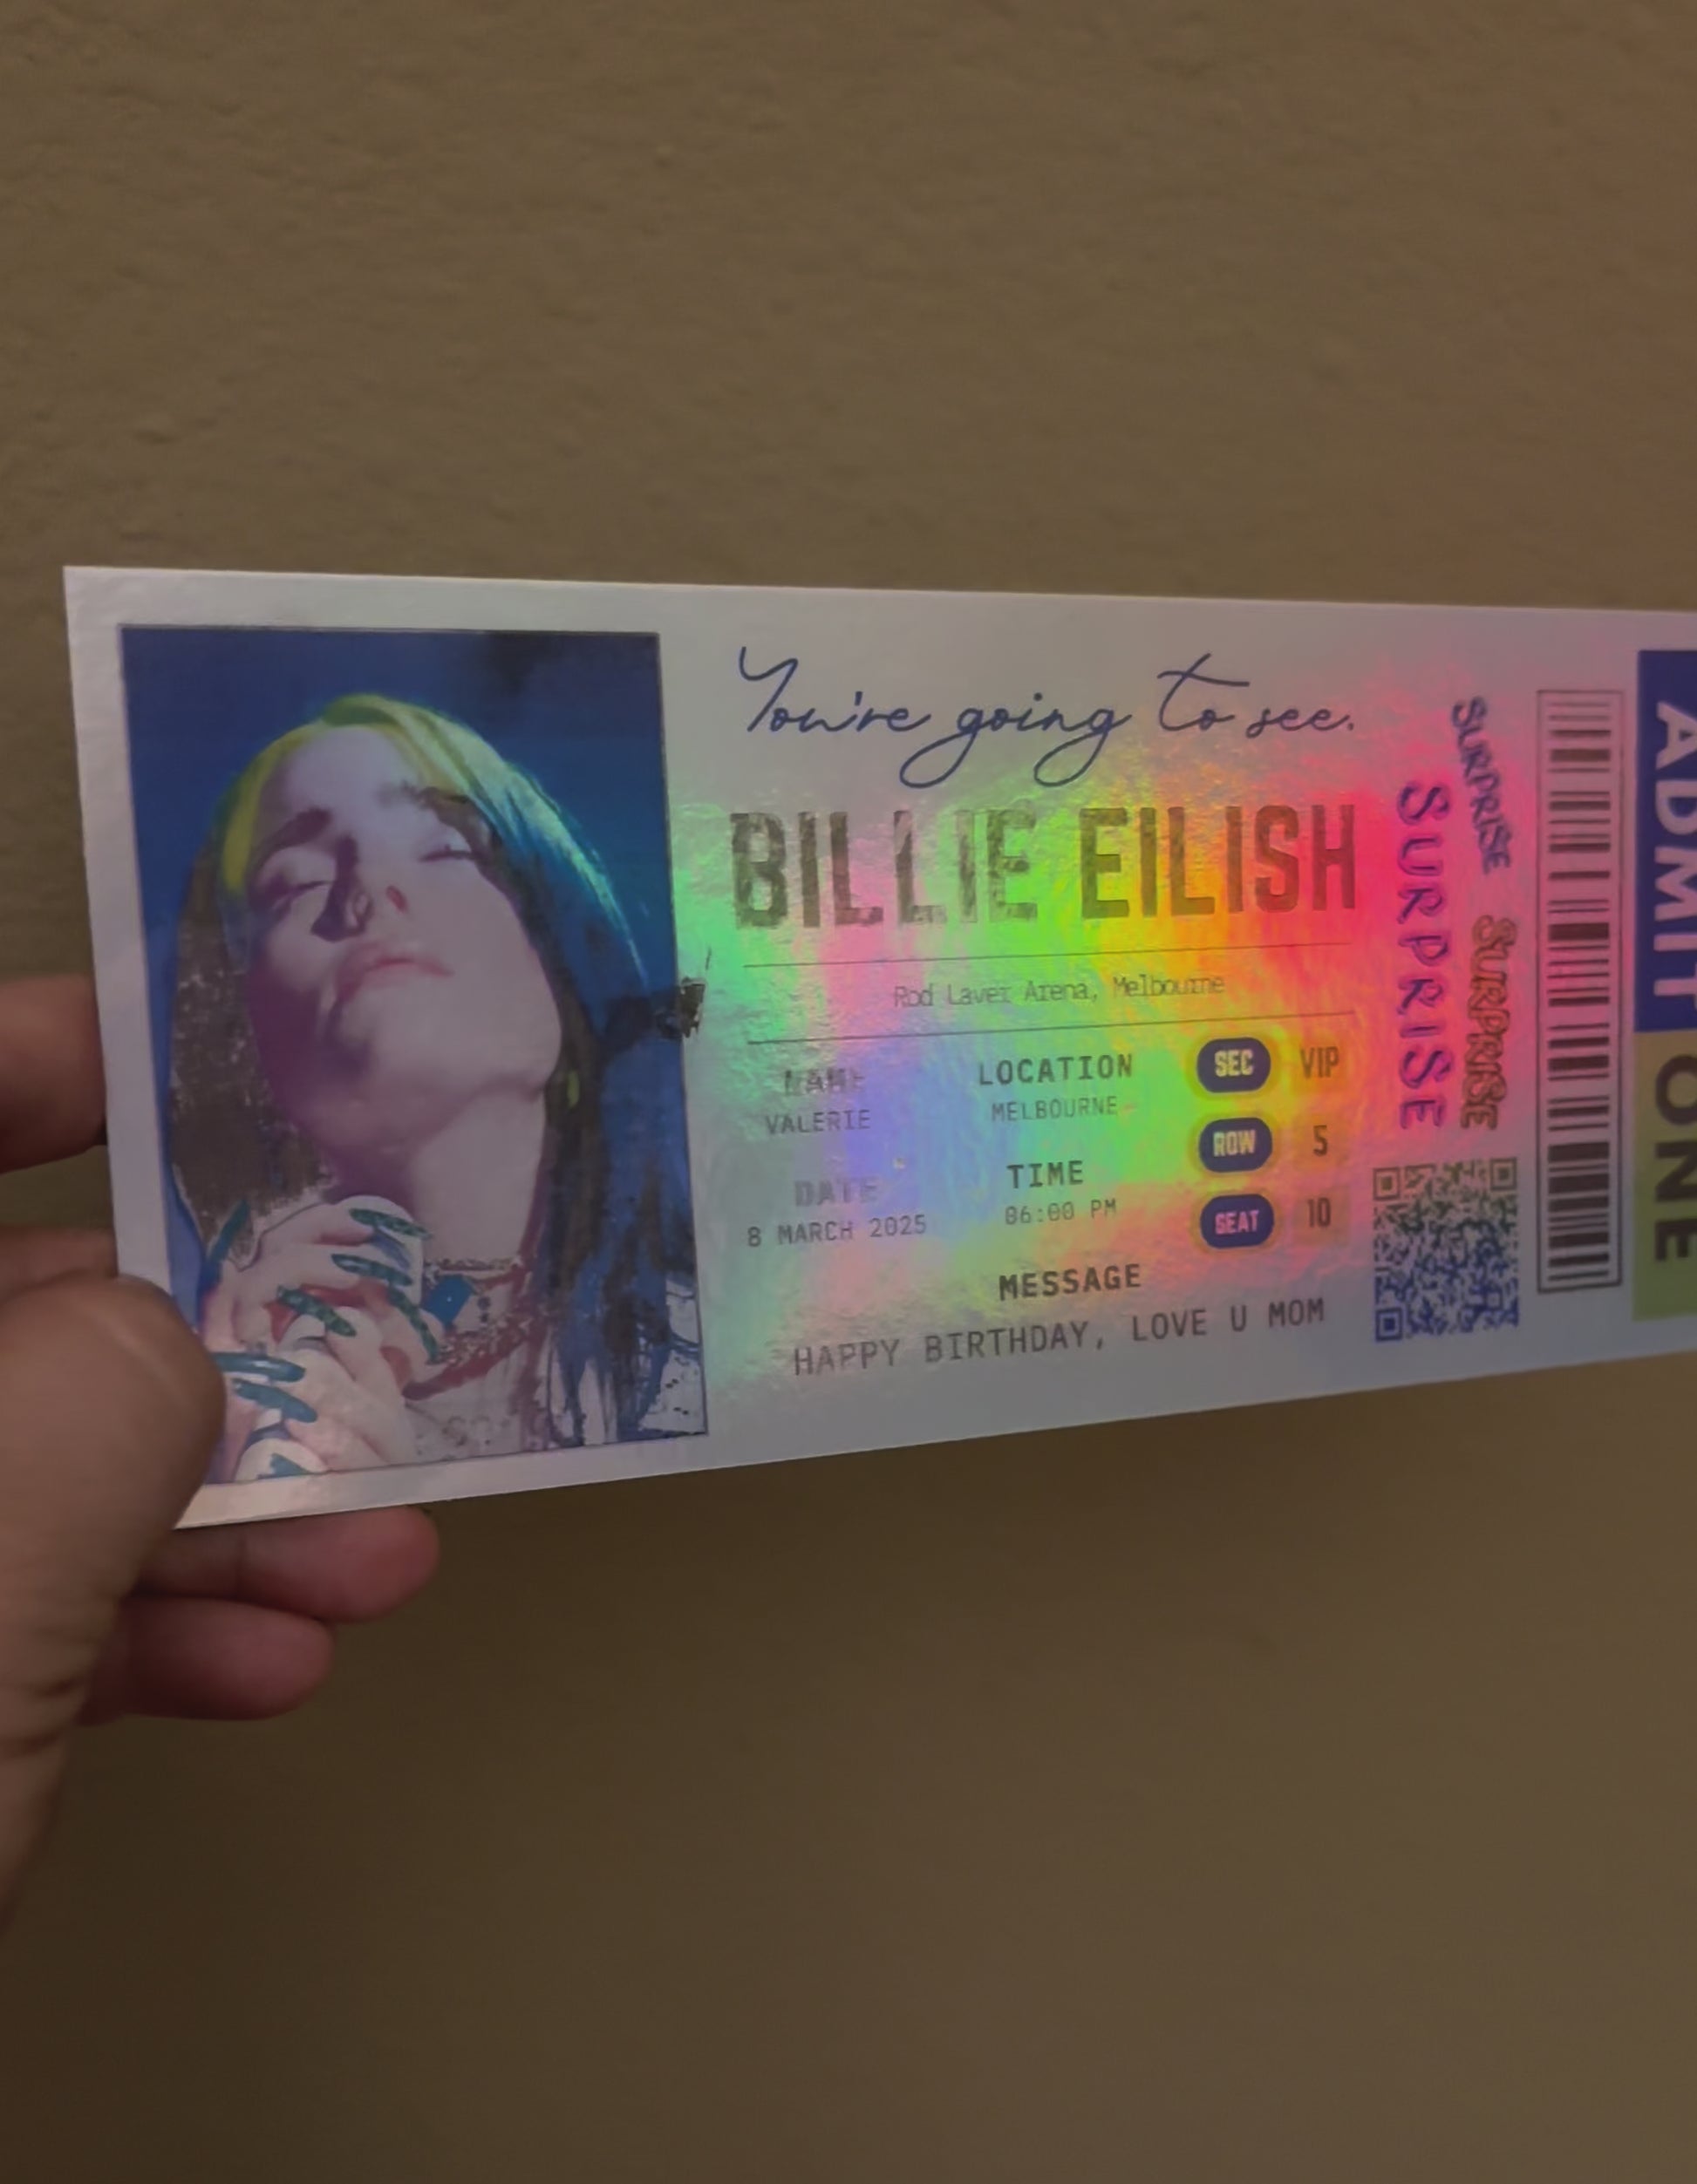 You're going to see.
BILLIE EILISH
Rod Laver Arena, Melbourne
NAME
VALERIE
LOCATION
MELBOURNE
DATE
8 MARCH 2025
TIME
06:00 PM
SEC VIP
ROW 5
SEAT 10
MESSAGE
HAPPY BIRTHDAY, LOVE U MOM
SURPRISE
SURPRISE
SURPRISE
ADMIT ONE